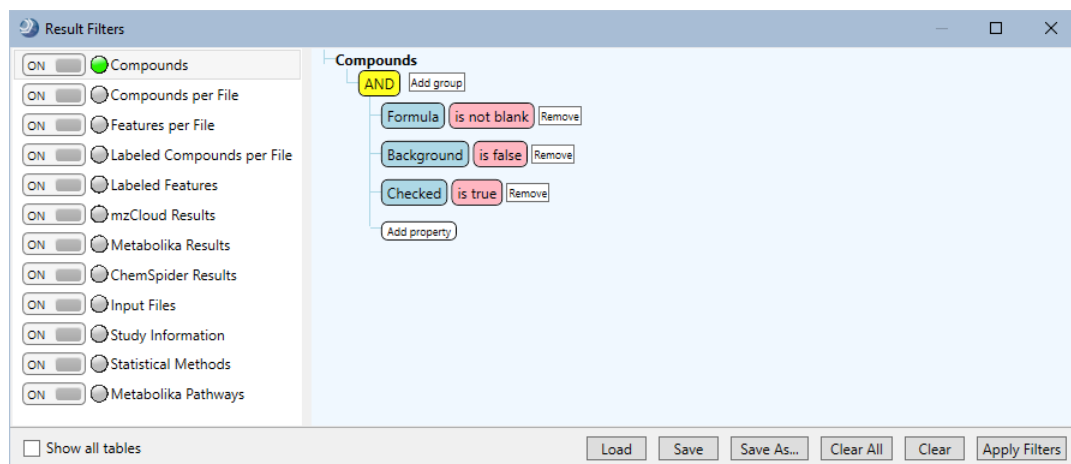 Result Filters
ON Compounds
ON Compounds per File
ON Features per File
ON Labeled Compounds per File
ON Labeled Features
ON mzCloud Results
ON Metabolika Results
ON ChemSpider Results
ON Input Files
ON Study Information
ON Statistical Methods
ON Metabolika Pathways
Compounds
AND Add group
Formula is not blank Remove
Background is false Remove
Checked is true Remove
Add property
Show all tables Load Save Save As... Clear All Clear Apply Filters